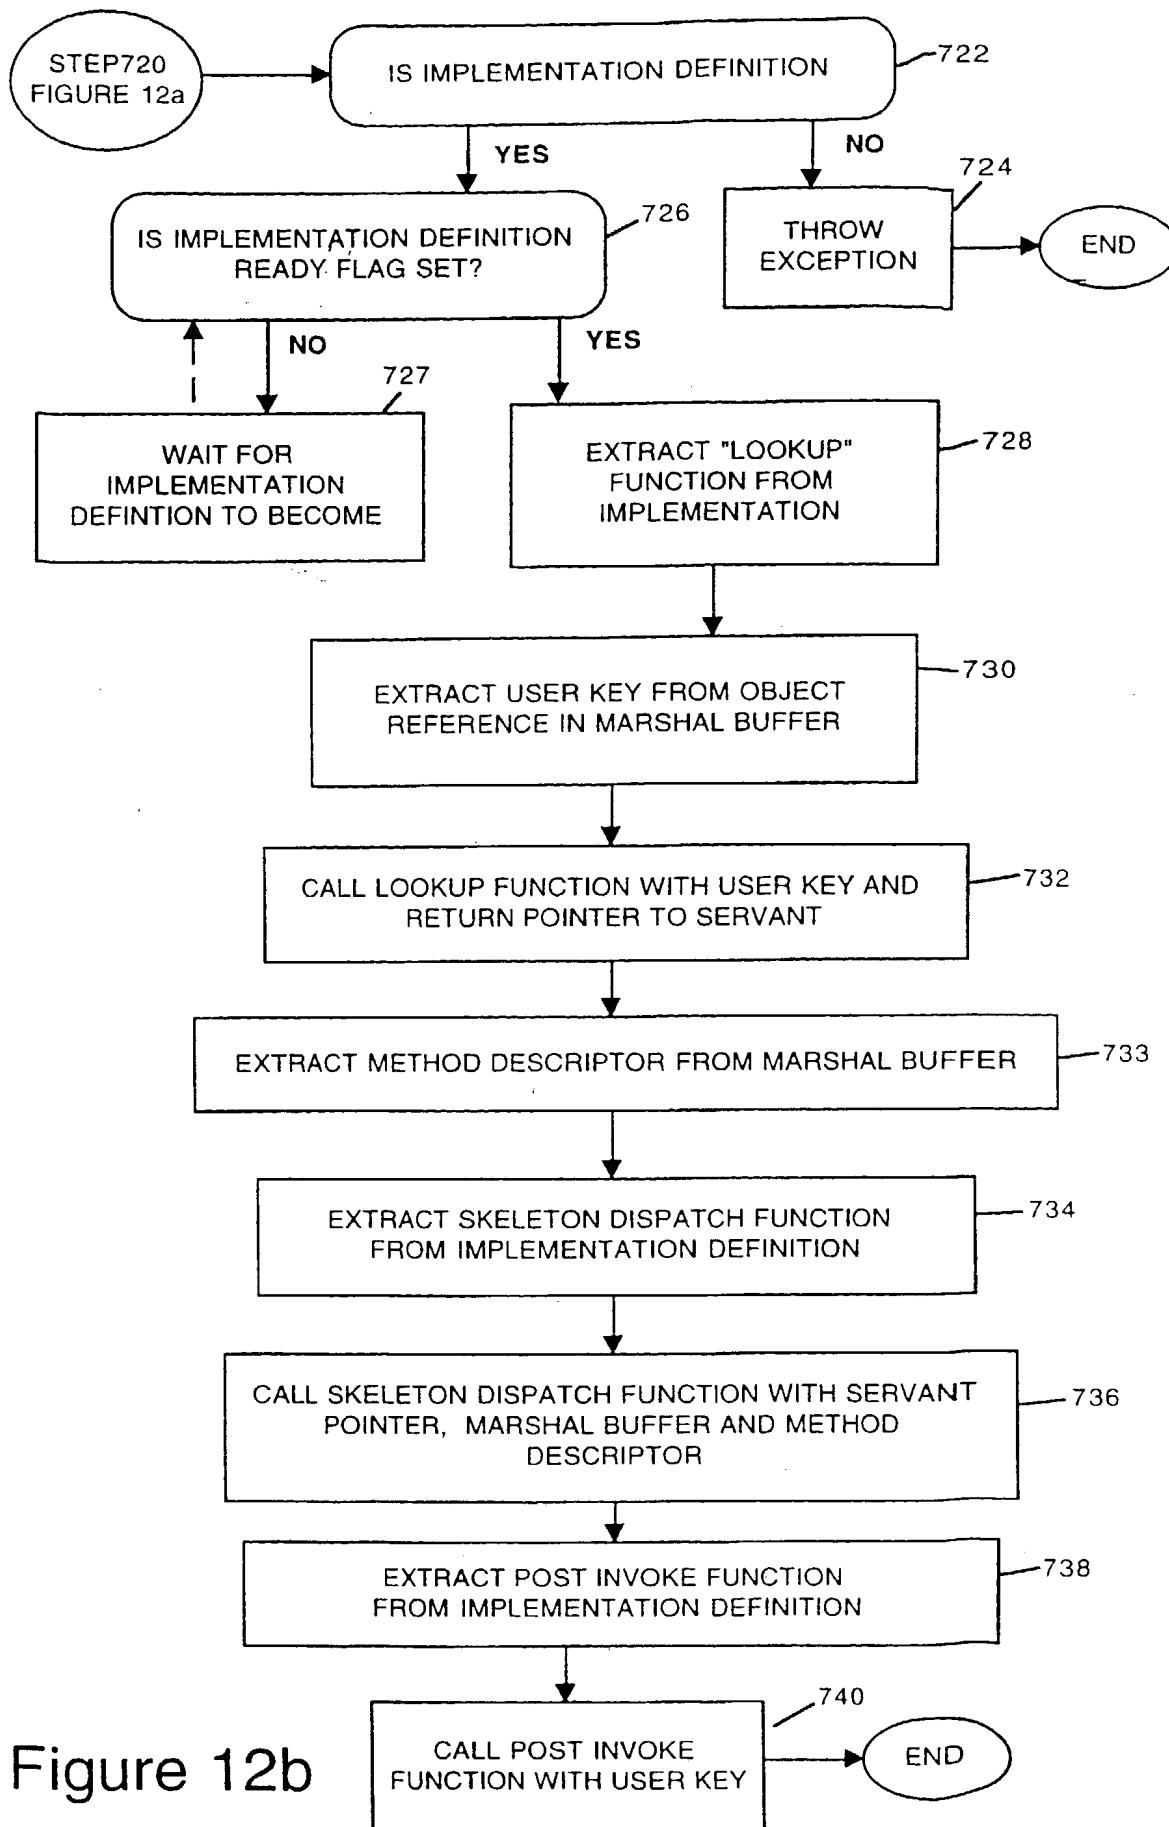 STEP720
FIGURE 12a
IS IMPLEMENTATION DEFINITION
722
YES
NO
724
THROW
EXCEPTION
END
IS IMPLEMENTATION DEFINITION
READY FLAG SET?
726
NO
YES
727
WAIT FOR
IMPLEMENTATION
DEFINTION TO BECOME
EXTRACT "LOOKUP"
FUNCTION FROM
IMPLEMENTATION
728
EXTRACT USER KEY FROM OBJECT
REFERENCE IN MARSHAL BUFFER
730
CALL LOOKUP FUNCTION WITH USER KEY AND
RETURN POINTER TO SERVANT
732
EXTRACT METHOD DESCRIPTOR FROM MARSHAL BUFFER
733
EXTRACT SKELETON DISPATCH FUNCTION
FROM IMPLEMENTATION DEFINITION
734
CALL SKELETON DISPATCH FUNCTION WITH SERVANT
POINTER, MARSHAL BUFFER AND METHOD
DESCRIPTOR
736
EXTRACT POST INVOKE FUNCTION
FROM IMPLEMENTATION DEFINITION
738
CALL POST INVOKE
FUNCTION WITH USER KEY
740
END
Figure 12b